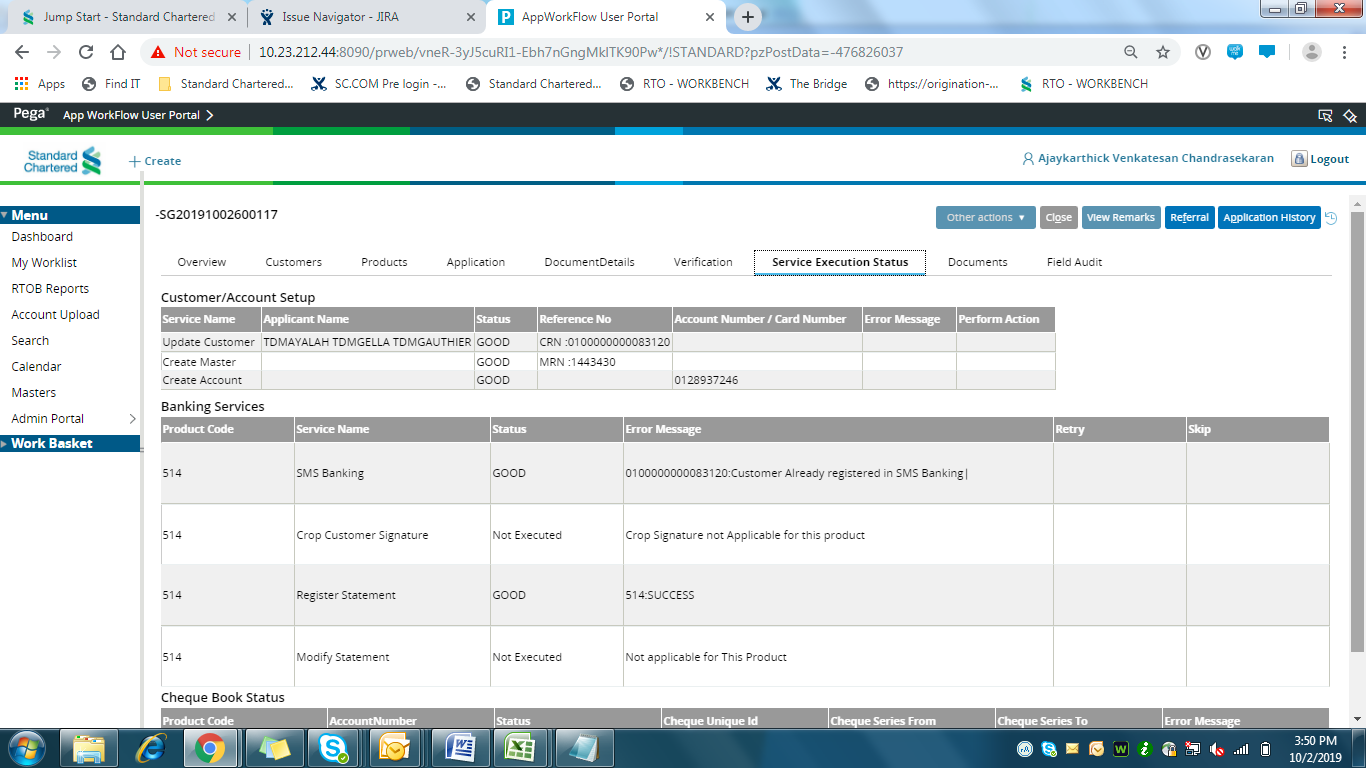 Jump Start - Standard Chartered
Issue Navigator - JIRA
AppWorkFlow User Portal
Not secure | 10.23.212.44:8090/prweb/vneR-3yJ5cuRI1-Ebh7nGngMkITK90Pw*/!STANDARD?pzPostData=-476826037
Apps Find IT Standard Chartered... SC.COM Pre login -... Standard Chartered... RTO - WORKBENCH The Bridge https://origination-... RTO - WORKBENCH
Pega® App WorkFlow User Portal
Standard Chartered
Create
Ajaykarthick Venkatesan Chandrasekaran Logout
Menu
Dashboard
My Worklist
RTOB Reports
Account Upload
Search
Calendar
Masters
Admin Portal
Work Basket
-SG20191002600117
Other actions Close View Remarks Referral Application History
Overview Customers Products Application DocumentDetails Verification Service Execution Status Documents Field Audit
Customer/Account Setup
Service Name Applicant Name Status Reference No Account Number / Card Number Error Message Perform Action
Update Customer TDMAYALAH TDMGELLA TDMGAUTHIER GOOD CRN :0100000000083120
Create Master GOOD MRN :1443430
Create Account GOOD 0128937246
Banking Services
Product Code Service Name Status Error Message Retry Skip
514 SMS Banking GOOD 0100000000083120:Customer Already registered in SMS Banking|
514 Crop Customer Signature Not Executed Crop Signature not Applicable for this product
514 Register Statement GOOD 514:SUCCESS
514 Modify Statement Not Executed Not applicable for This Product
Cheque Book Status
Product Code AccountNumber Status Cheque Unique Id Cheque Series From Cheque Series To Error Message
3:50 PM
10/2/2019